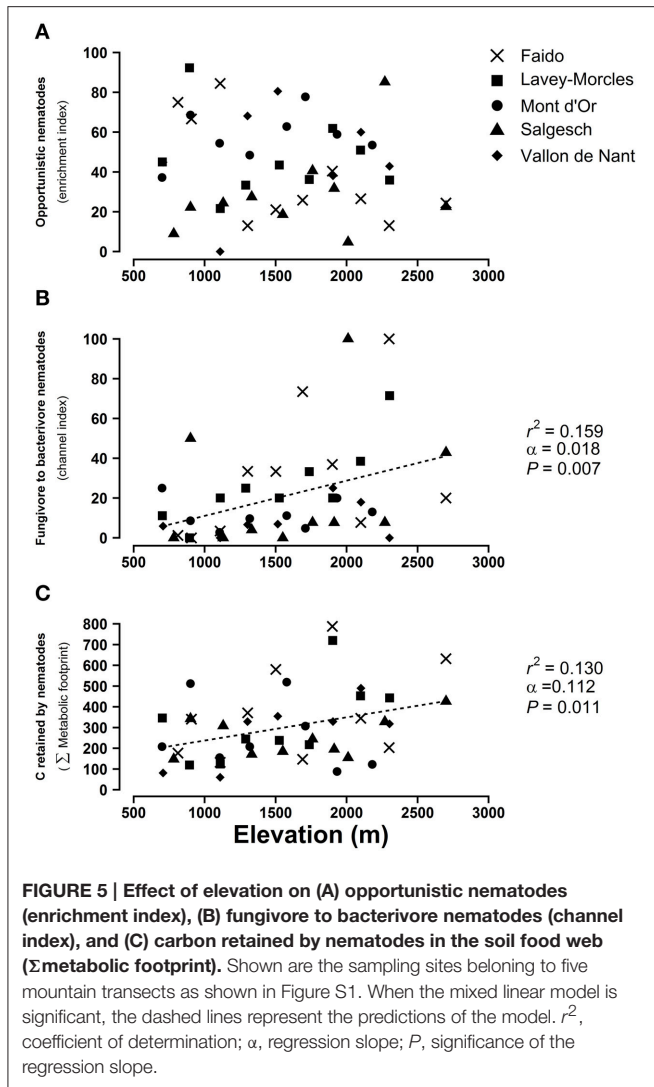 A
Opportunistic nematodes
(enrichment index)
100
80
60
40
20
0
500 1000 1500 2000 2500 3000
Faido
Lavey-Morcles
Mont d'Or
Salgesch
Vallon de Nant
B
Fungivore to bacterivore nematodes
(channel index)
100
80
60
40
20
0
500 1000 1500 2000 2500 3000
r² = 0.159
α = 0.018
P = 0.007
C
C retained by nematodes
(∑ Metabolic footprint)
800
700
600
500
400
300
200
100
0
500 1000 1500 2000 2500 3000
Elevation (m)
r² = 0.130
α =0.112
P = 0.011
FIGURE 5 | Effect of elevation on (A) opportunistic nematodes
(enrichment index), (B) fungivore to bacterivore nematodes (channel
index), and (C) carbon retained by nematodes in the soil food web
(Σmetabolic footprint). Shown are the sampling sites beloning to five
mountain transects as shown in Figure S1. When the mixed linear model is
significant, the dashed lines represent the predictions of the model. r²,
coefficient of determination; α, regression slope; P, significance of the
regression slope.